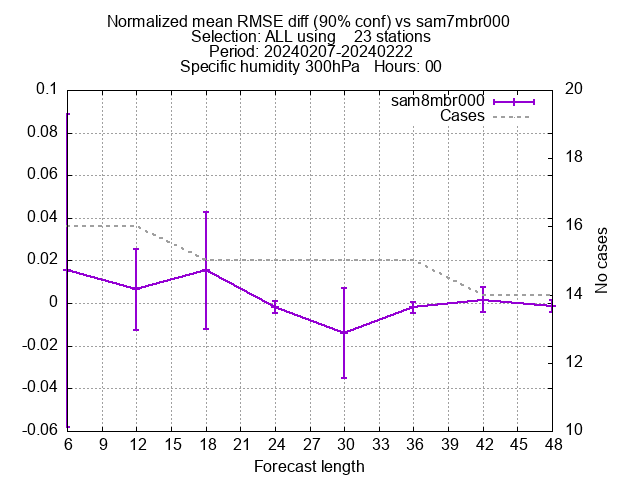 Normalized mean RMSE diff (90% conf) vs sam7mbr000
Selection: ALL using    23 stations
Period: 20240207-20240222
Specific humidity 300hPa   Hours: 00
sam8mbr000
Cases
0.1
0.08
0.06
0.04
0.02
0
-0.02
-0.04
-0.06
20
18
16
14
12
10
No cases
6 9 12 15 18 21 24 27 30 33 36 39 42 45 48
Forecast length